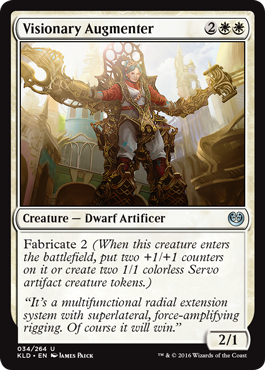 Visionary Augmenter 2
Creature — Dwarf Artificer
Fabricate 2 (When this creature enters
the battlefield, put two +1/+1 counters
on it or create two 1/1 colorless Servo
artifact creature tokens.)
“It’s a multifunctional radial extension
system with superlateral, force-amplifying
rigging. Of course it will win.”
2/1
034/264 U
KLD • EN JAMES PAICK ™ & © 2016 Wizards of the Coast